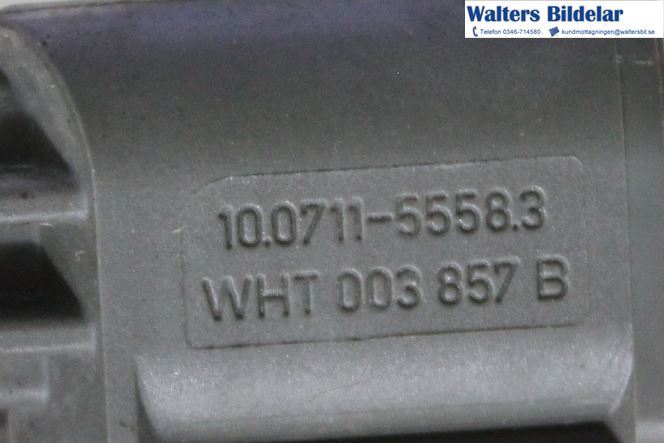 Walters Bildelar
Telefon 0346-714580 kundmottagningen@waltersbil.se
10.0711-5558.3
WHT 003 857 B